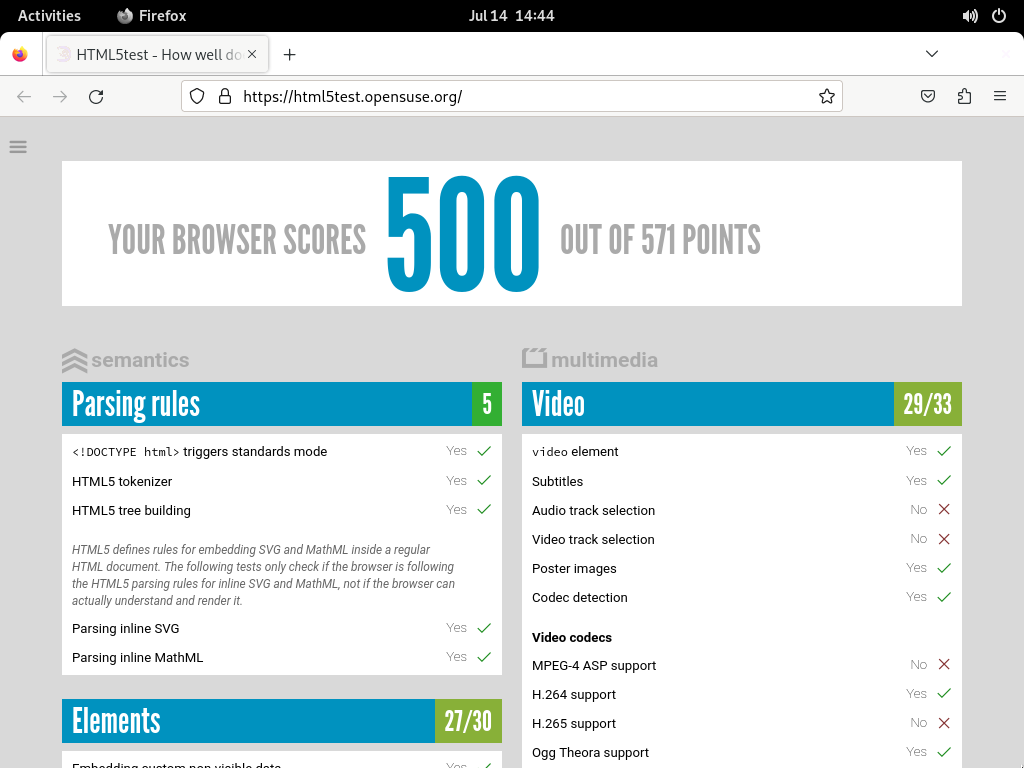 Activities Firefox Jul 14 14:44
HTML5test - How well do
https://html5test.opensuse.org/
YOUR BROWSER SCORES 500 OUT OF 571 POINTS
semantics
Parsing rules 5
<!DOCTYPE html> triggers standards mode Yes ✓
HTML5 tokenizer Yes ✓
HTML5 tree building Yes ✓
HTML5 defines rules for embedding SVG and MathML inside a regular
HTML document. The following tests only check if the browser is following
the HTML5 parsing rules for inline SVG and MathML, not if the browser can
actually understand and render it.
Parsing inline SVG Yes ✓
Parsing inline MathML Yes ✓
Elements 27/30
Embedding custom non-visible data Yes ✓
multimedia
Video 29/33
video element Yes ✓
Subtitles Yes ✓
Audio track selection No ✕
Video track selection No ✕
Poster images Yes ✓
Codec detection Yes ✓
Video codecs
MPEG-4 ASP support No ✕
H.264 support Yes ✓
H.265 support No ✕
Ogg Theora support Yes ✓